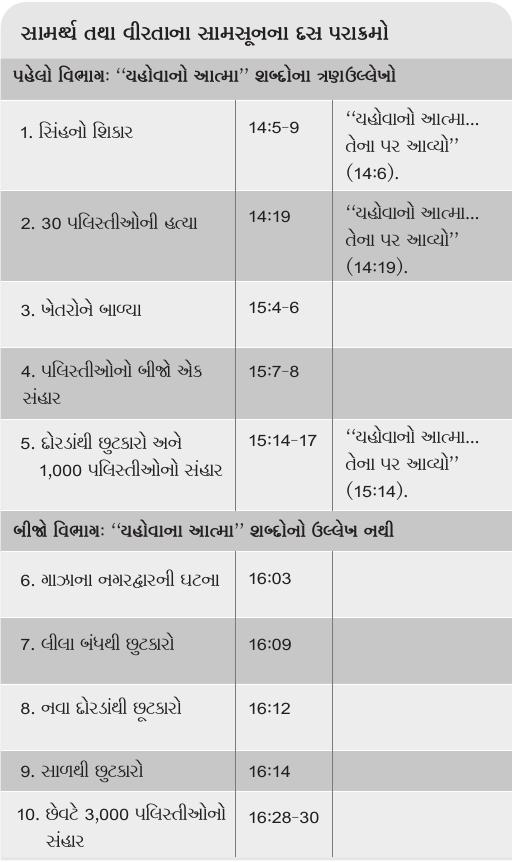 સામર્થ્ય તથા વીરતાના સામસૂનના દસ પરાક્રમો
પહેલો વિભાગઃ ‘‘યહોવાનો આત્મા’’ શબ્દોના ત્રણઉલ્લેખો
1. સિંહનો શિકાર
14:5-9
‘‘યહોવાનો આત્મા...
તેના પર આવ્યો’’
(14:6).
2. 30 પલિસ્તીઓની હત્યા
14:19
‘‘યહોવાનો આત્મા...
તેના પર આવ્યો’’
(14:19).
3. ખેતરોને બાળ્યા
15:4-6
4. પલિસ્તીઓનો બીજો એક
સંહાર
15:7-8
5. દોરડાંથી છુટકારો અને
1,000 પલિસ્તીઓનો સંહાર
15:14-17
‘‘યહોવાનો આત્મા...
તેના પર આવ્યો’’
(15:14).
બીજો વિભાગઃ ‘‘યહોવાના આત્મા’’ શબ્દોનો ઉલ્લેખ નથી
6. ગાઝાના નગરદ્વારની ઘટના
16:03
7. લીલા બંધથી છુટકારો
16:09
8. નવા દોરડાંથી છૂટકારો
16:12
9. સાળથી છુટકારો
16:14
10. છેવટે 3,000 પલિસ્તીઓનો
સંહાર
16:28-30